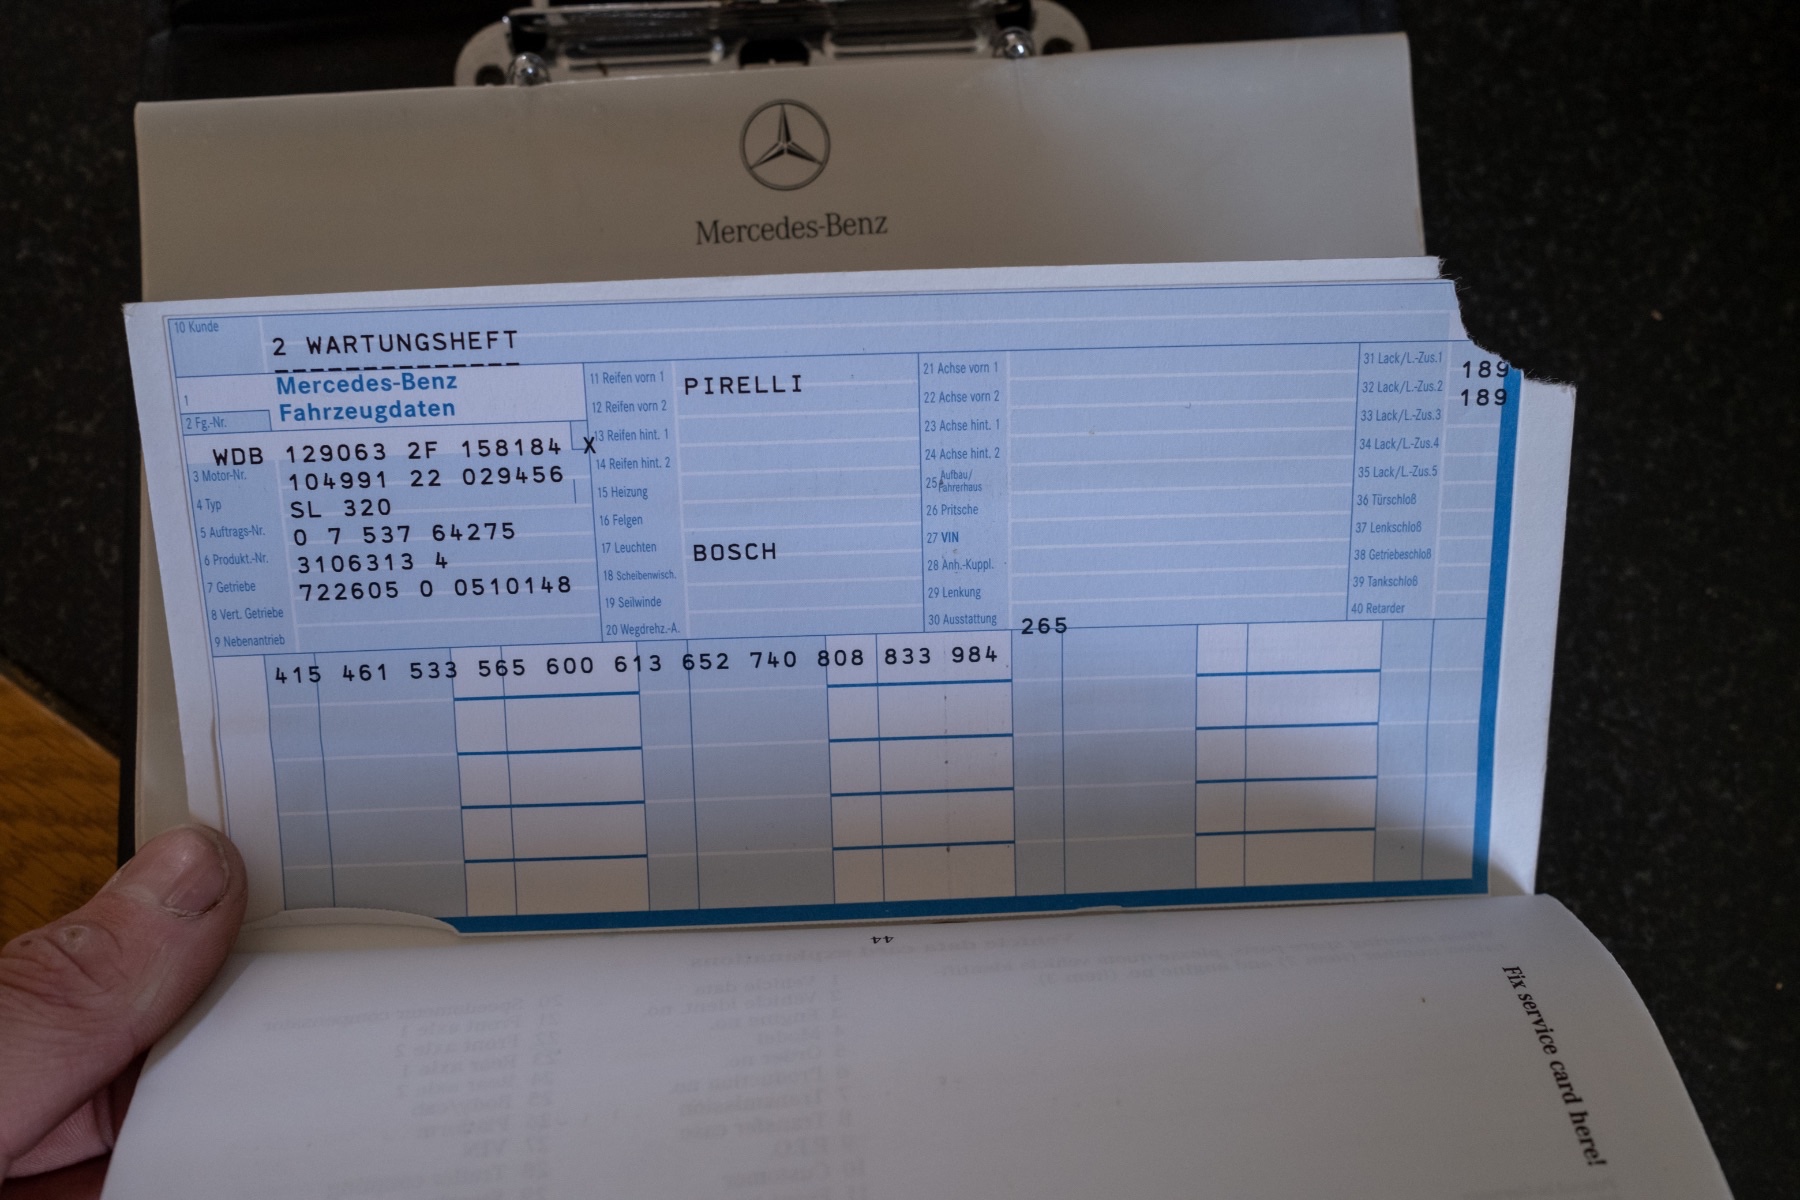 Mercedes-Benz
10 Kunde
2 WARTUNGSHEFT
1
Mercedes-Benz
Fahrzeugdaten
2 Fg.-Nr.
WDB 129063 2F 158184 X
3 Motor-Nr.
104991 22 029456
4 Typ
SL 320
5 Auftrags-Nr.
0 7 537 64275
6 Produkt.-Nr.
3106313 4
7 Getriebe
722605 0 0510148
8 Vert. Getriebe
9 Nebenantrieb
11 Reifen vorn 1
PIRELLI
12 Reifen vorn 2
13 Reifen hint. 1
14 Reifen hint. 2
15 Heizung
16 Felgen
17 Leuchten
BOSCH
18 Scheibenwisch.
19 Seilwinde
20 Wegdrehz.-A.
21 Achse vorn 1
22 Achse vorn 2
23 Achse hint. 1
24 Achse hint. 2
25 Aufbau/
Fahrerhaus
26 Pritsche
27 VIN
28 Anh.-Kuppl.
29 Lenkung
30 Ausstattung
265
31 Lack/L.-Zus.1
189
32 Lack/L.-Zus.2
189
33 Lack/L.-Zus.3
34 Lack/L.-Zus.4
35 Lack/L.-Zus.5
36 Türschloß
37 Lenkschloß
38 Getriebeschloß
39 Tankschloß
40 Retarder
415 461 533 565 600 613 652 740 808 833 984
44
Fix service card here!